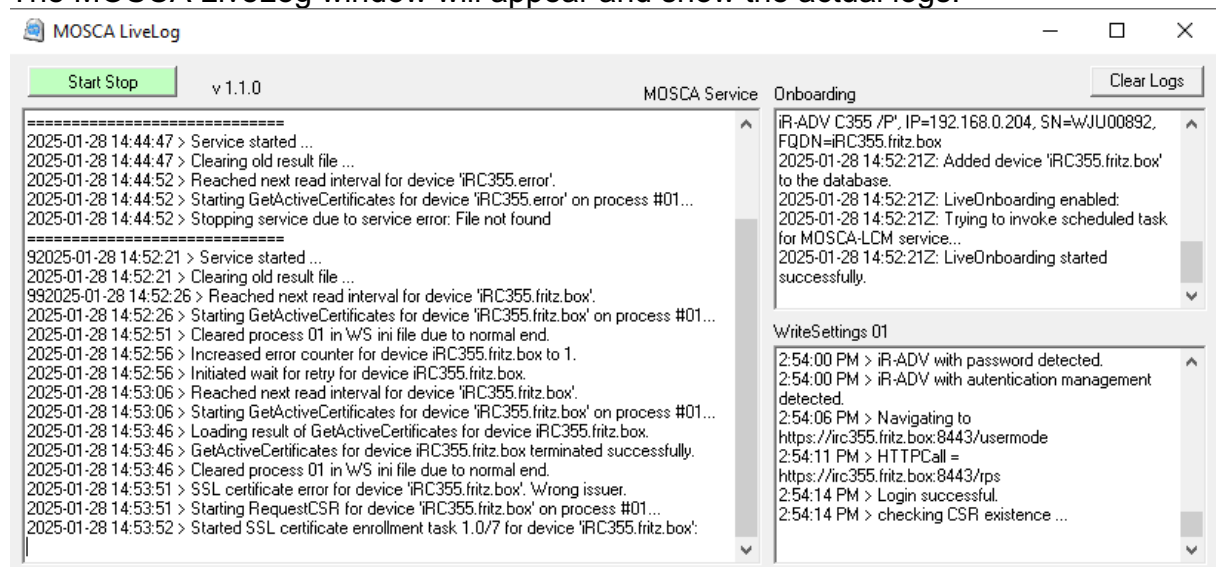 The MOSCA LiveLog window will appear and show the actual logs.
MOSCA LiveLog
Start Stop
v 1.1.0
MOSCA Service
==============================
2025-01-28 14:44:47 > Service started ...
2025-01-28 14:44:47 > Clearing old result file ...
2025-01-28 14:44:52 > Reached next read interval for device 'iRC355.error'.
2025-01-28 14:44:52 > Starting GetActiveCertificates for device 'iRC355.error' on process #01...
2025-01-28 14:44:52 > Stopping service due to service error: File not found
==============================
92025-01-28 14:52:21 > Service started ...
2025-01-28 14:52:21 > Clearing old result file ...
992025-01-28 14:52:26 > Reached next read interval for device 'iRC355.fritz.box'.
2025-01-28 14:52:26 > Starting GetActiveCertificates for device 'iRC355.fritz.box' on process #01...
2025-01-28 14:52:51 > Cleared process 01 in WS ini file due to normal end.
2025-01-28 14:52:56 > Increased error counter for device iRC355.fritz.box to 1.
2025-01-28 14:52:56 > Initiated wait for retry for device iRC355.fritz.box.
2025-01-28 14:53:06 > Reached next read interval for device 'iRC355.fritz.box'.
2025-01-28 14:53:06 > Starting GetActiveCertificates for device 'iRC355.fritz.box' on process #01...
2025-01-28 14:53:46 > Loading result of GetActiveCertificates for device iRC355.fritz.box.
2025-01-28 14:53:46 > GetActiveCertificates for device iRC355.fritz.box terminated successfully.
2025-01-28 14:53:46 > Cleared process 01 in WS ini file due to normal end.
2025-01-28 14:53:51 > SSL certificate error for device 'iRC355.fritz.box'. Wrong issuer.
2025-01-28 14:53:51 > Starting RequestCSR for device 'iRC355.fritz.box' on process #01...
2025-01-28 14:53:52 > Started SSL certificate enrollment task 1.0/7 for device 'iRC355.fritz.box':
Onboarding
Clear Logs
iR-ADV C355 /P', IP=192.168.0.204, SN=WJU00892,
FQDN=iRC355.fritz.box
2025-01-28 14:52:21Z: Added device 'iRC355.fritz.box'
to the database.
2025-01-28 14:52:21Z: LiveOnboarding enabled:
2025-01-28 14:52:21Z: Trying to invoke scheduled task
for MOSCA-LCM service...
2025-01-28 14:52:21Z: LiveOnboarding started
successfully.
WriteSettings 01
2:54:00 PM > iR-ADV with password detected.
2:54:00 PM > iR-ADV with autentication management
detected.
2:54:06 PM > Navigating to
https://irc355.fritz.box:8443/usermode
2:54:11 PM > HTTPCall =
https://irc355.fritz.box:8443/rps
2:54:14 PM > Login successful.
2:54:14 PM > checking CSR existence ...